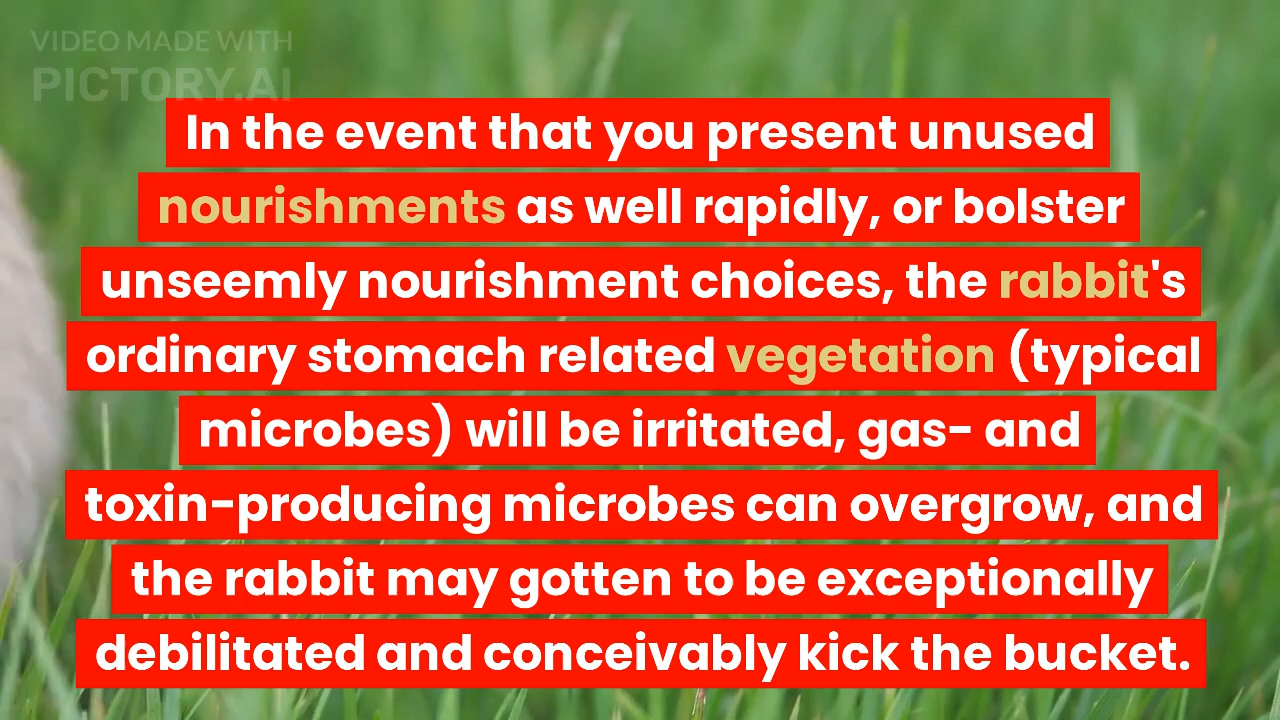 VIDEO MADE WITH
PICTORY.AI
In the event that you present unused
nourishments as well rapidly, or bolster
unseemly nourishment choices, the rabbit's
ordinary stomach related vegetation (typical
microbes) will be irritated, gas- and
toxin-producing microbes can overgrow, and
the rabbit may gotten to be exceptionally
debilitated and conceivably kick the bucket.